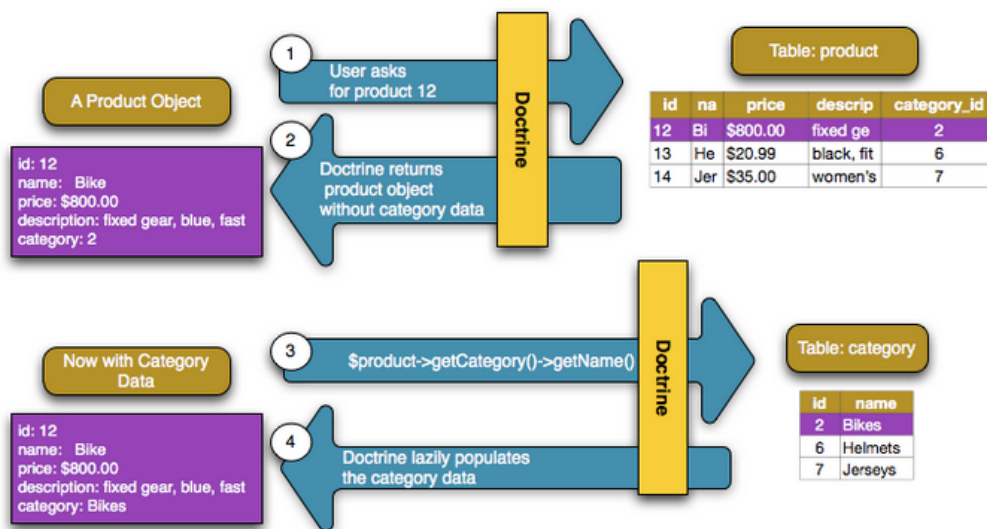 1
User asks
for product 12
Doctrine
Table: product
A Product Object
id na price descrip category_id
12 Bi $800.00 fixed ge 2
13 He $20.99 black, fit 6
14 Jer $35.00 women's 7
2
Doctrine returns
product object
without category data
id: 12
name: Bike
price: $800.00
description: fixed gear, blue, fast
category: 2
3
$product->getCategory()->getName()
Doctrine
Table: category
Now with Category
Data
id name
2 Bikes
6 Helmets
7 Jerseys
4
Doctrine lazily populates
the category data
id: 12
name: Bike
price: $800.00
description: fixed gear, blue, fast
category: Bikes